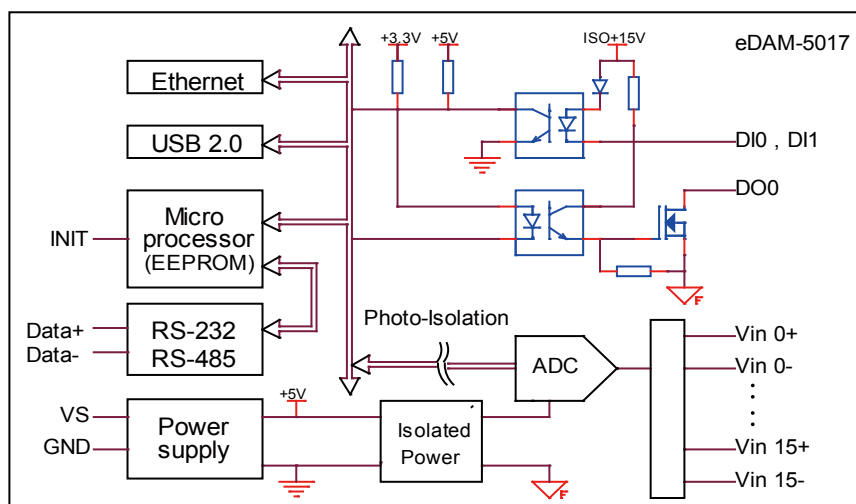 eDAM-5017
+3.3V
+5V
ISO+15V
Ethernet
USB 2.0
DI0 , DI1
DO0
INIT
Micro
processor
(EEPROM)
F
Data+
Data-
RS-232
RS-485
Photo-Isolation
ADC
Vin 0+
Vin 0-
Vin 15+
Vin 15-
VS
GND
Power
supply
+5V
Isolated
Power
F